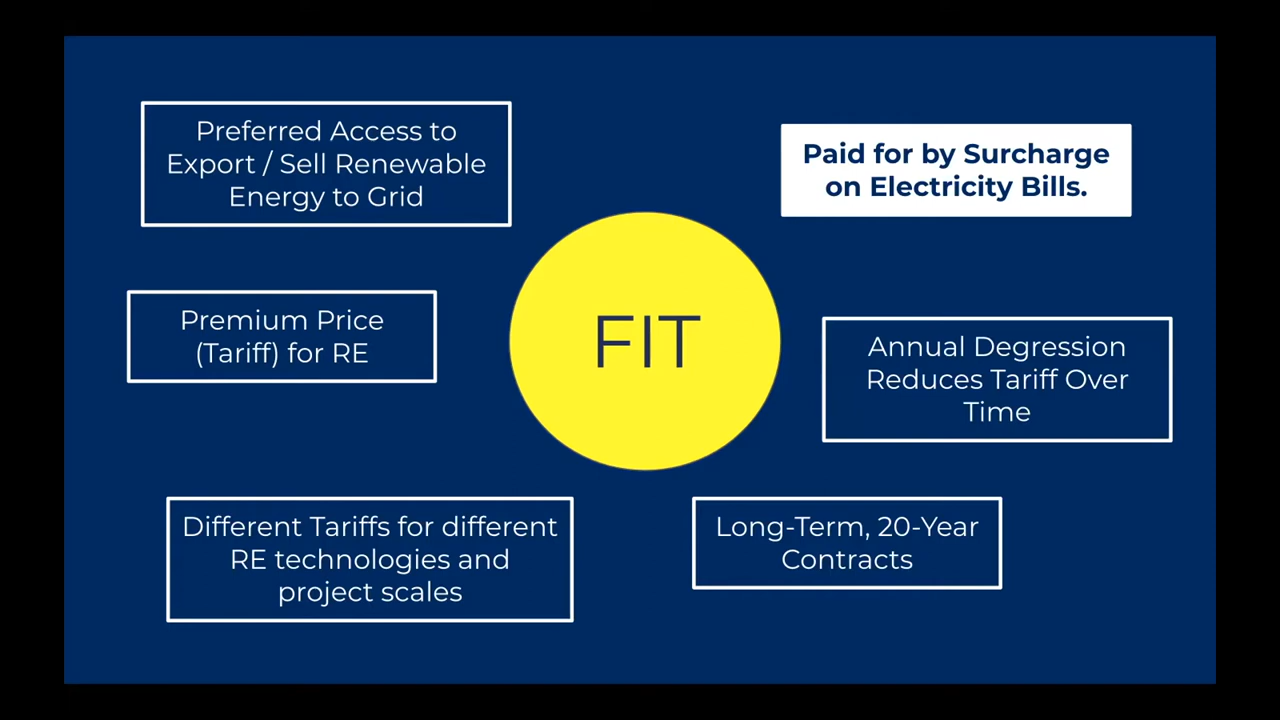 Preferred Access to
Export / Sell Renewable
Energy to Grid
Paid for by Surcharge
on Electricity Bills.
Premium Price
(Tariff) for RE
FIT
Annual Degression
Reduces Tariff Over
Time
Different Tariffs for different
RE technologies and
project scales
Long-Term, 20-Year
Contracts